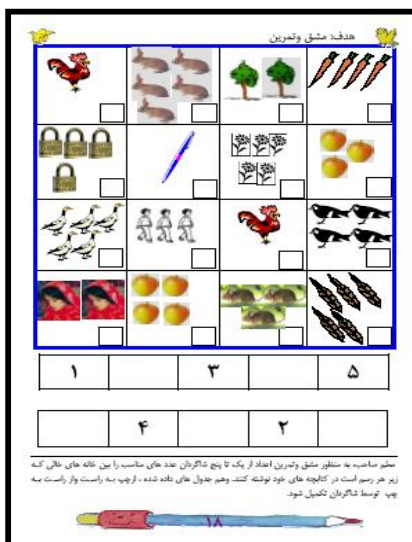 هدف: مشق وتمرین
۱ ۳ ۵
۴ ۲
معلم صاحب، به منظور مشق وتمرین اعداد از یک تا پنج شاگردان عدد های مناسب را بین خانه های خالی که
زیر هر رسم است در کتابچه های خود نوشته کنند. وهم جدول های داده شده ، از چپ به راست واز راست به
چپ توسط شاگردان تکمیل شود.
۱۸